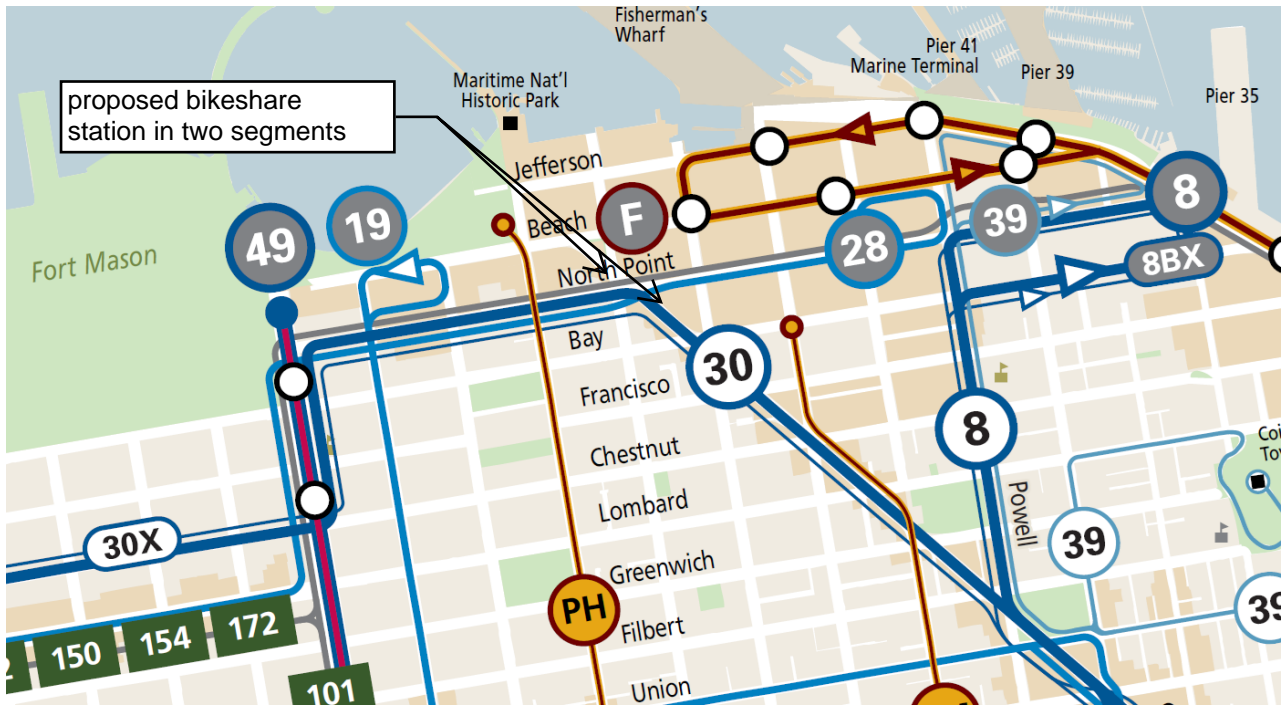 Fisherman's
Wharf
Pier 41
Marine Terminal
Pier 39
Pier 35
Maritime Nat'l
Historic Park
proposed bikeshare
station in two segments
Jefferson
Beach
North Point
Bay
Francisco
Chestnut
Lombard
Greenwich
Filbert
Union
Fort Mason
Powell
49
19
F
28
39
8
8BX
30
8
39
39
30X
PH
150
154
172
101